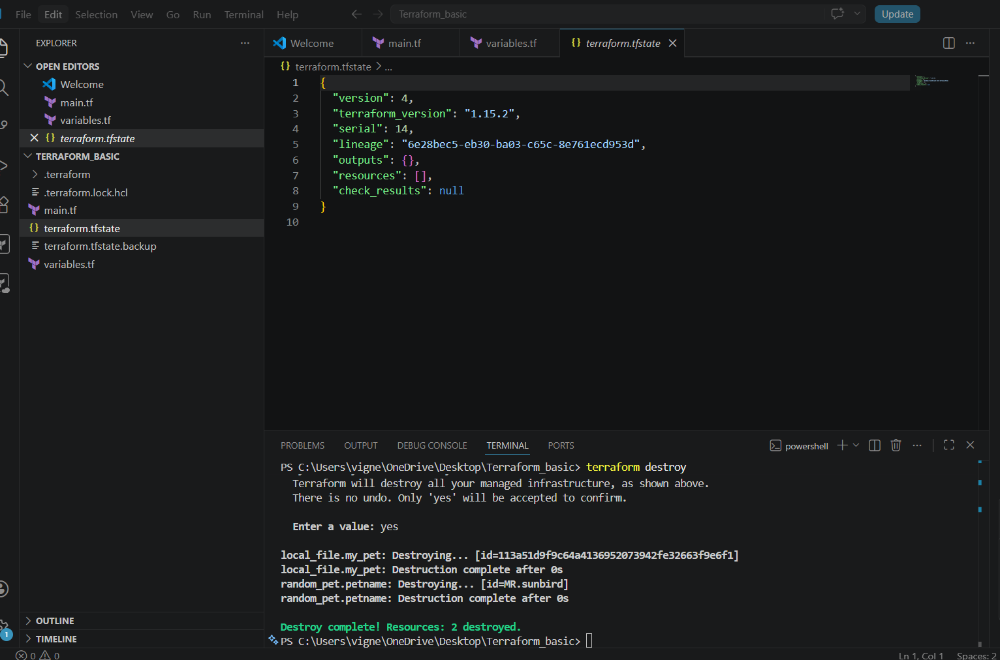 File Edit Selection View Go Run Terminal Help Terraform_basic Update
EXPLORER
OPEN EDITORS
Welcome
main.tf
variables.tf
terraform.tfstate
TERRAFORM_BASIC
.terraform
.terraform.lock.hcl
main.tf
terraform.tfstate
terraform.tfstate.backup
variables.tf
OUTLINE
TIMELINE
Welcome main.tf variables.tf terraform.tfstate
terraform.tfstate > ...
1 {
2 "version": 4,
3 "terraform_version": "1.15.2",
4 "serial": 14,
5 "lineage": "6e28bec5-eb30-ba03-c65c-8e761ecd953d",
6 "outputs": {},
7 "resources": [],
8 "check_results": null
9 }
10
PROBLEMS OUTPUT DEBUG CONSOLE TERMINAL PORTS powershell
PS C:\Users\vigne\OneDrive\Desktop\Terraform_basic> terraform destroy
Terraform will destroy all your managed infrastructure, as shown above.
There is no undo. Only 'yes' will be accepted to confirm.
Enter a value: yes
local_file.my_pet: Destroying... [id=113a51d9f9c64a4136952073942fe32663f9e6f1]
local_file.my_pet: Destruction complete after 0s
random_pet.petname: Destroying... [id=MR.sunbird]
random_pet.petname: Destruction complete after 0s
Destroy complete! Resources: 2 destroyed.
PS C:\Users\vigne\OneDrive\Desktop\Terraform_basic>
1
0 0 Ln 1, Col 1 Spaces: 2